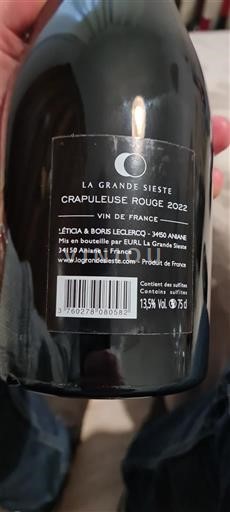 LA GRANDE SIESTE
CRAPULEUSE ROUGE 2022
VIN DE FRANCE
LÉTICIA & BORIS LECLERCQ - 34150 ANIANE
Mis en bouteille par EURL La Grande Sieste
34150 Aniane – France
www.lagrandesieste.com - Produit de France
Contient des sulfites
Contains sulfites
13,5% Vol. 75 cl
3 760278 080582